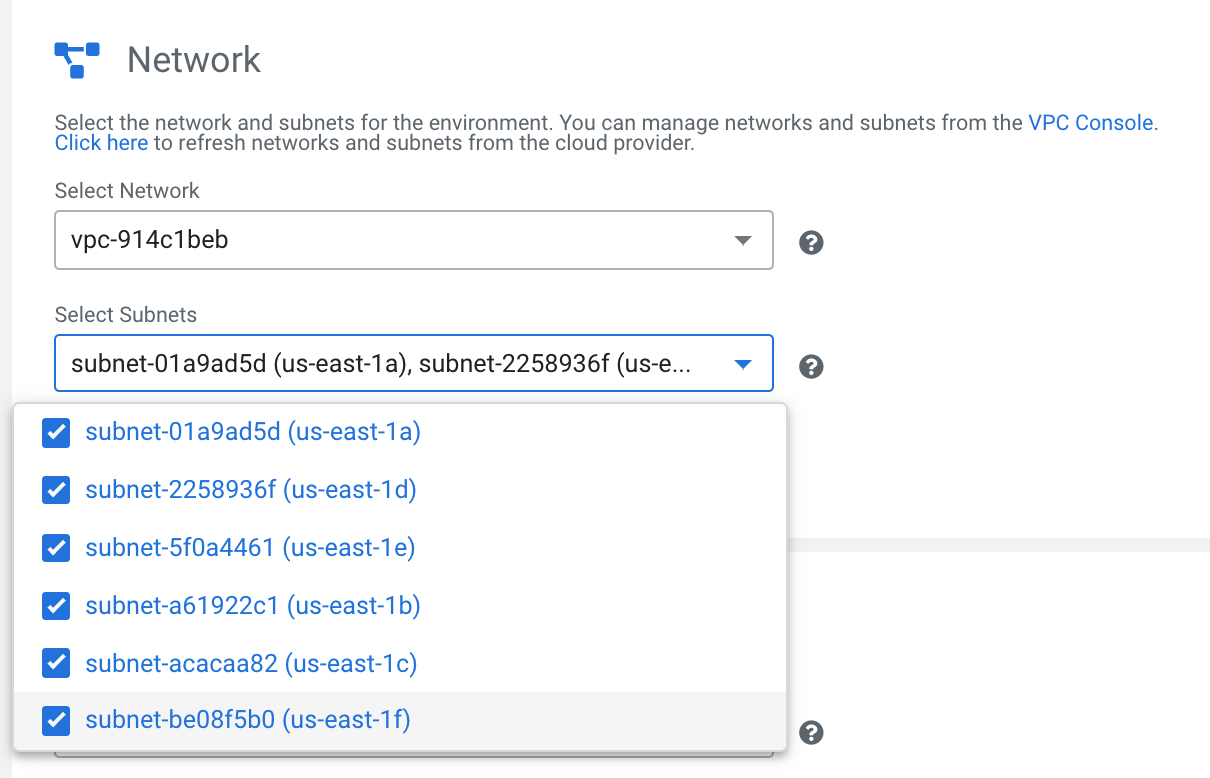 Network
Select the network and subnets for the environment. You can manage networks and subnets from the VPC Console.
Click here to refresh networks and subnets from the cloud provider.
Select Network
vpc-914c1beb
?
Select Subnets
subnet-01a9ad5d (us-east-1a), subnet-2258936f (us-e...
?
subnet-01a9ad5d (us-east-1a)
subnet-2258936f (us-east-1d)
subnet-5f0a4461 (us-east-1e)
subnet-a61922c1 (us-east-1b)
subnet-acacaa82 (us-east-1c)
subnet-be08f5b0 (us-east-1f)
?